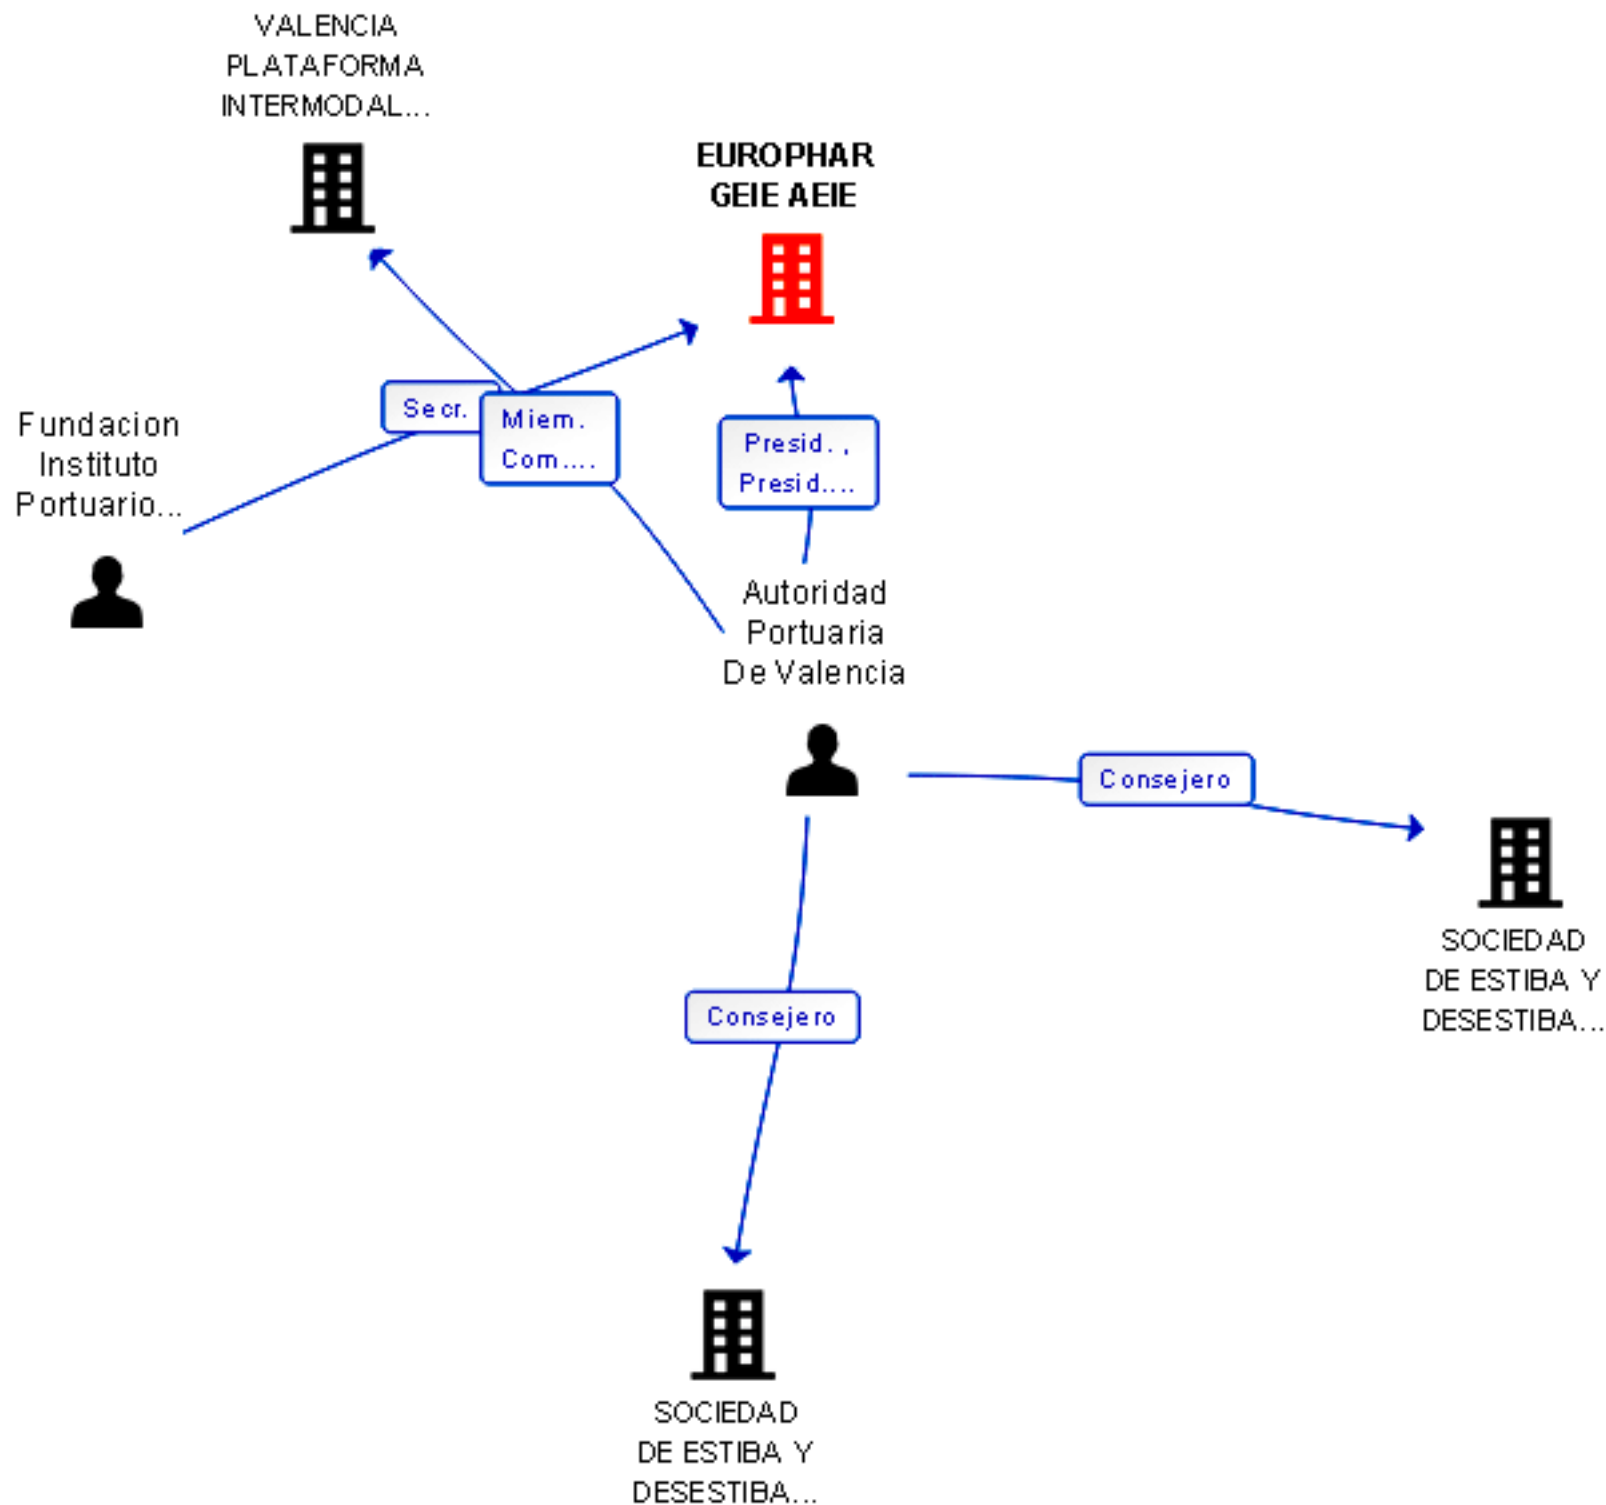 VALENCIA
PLATAFORMA
INTERMODAL...
EUROPHAR
GEIE AEIE
Secr.
Miem.
Com....
Fundacion
Instituto
Portuario...
Presid. ,
Presid....
Autoridad
Portuaria
De Valencia
Consejero
SOCIEDAD
DE ESTIBA Y
DESESTIBA...
Consejero
SOCIEDAD
DE ESTIBA Y
DESESTIBA...